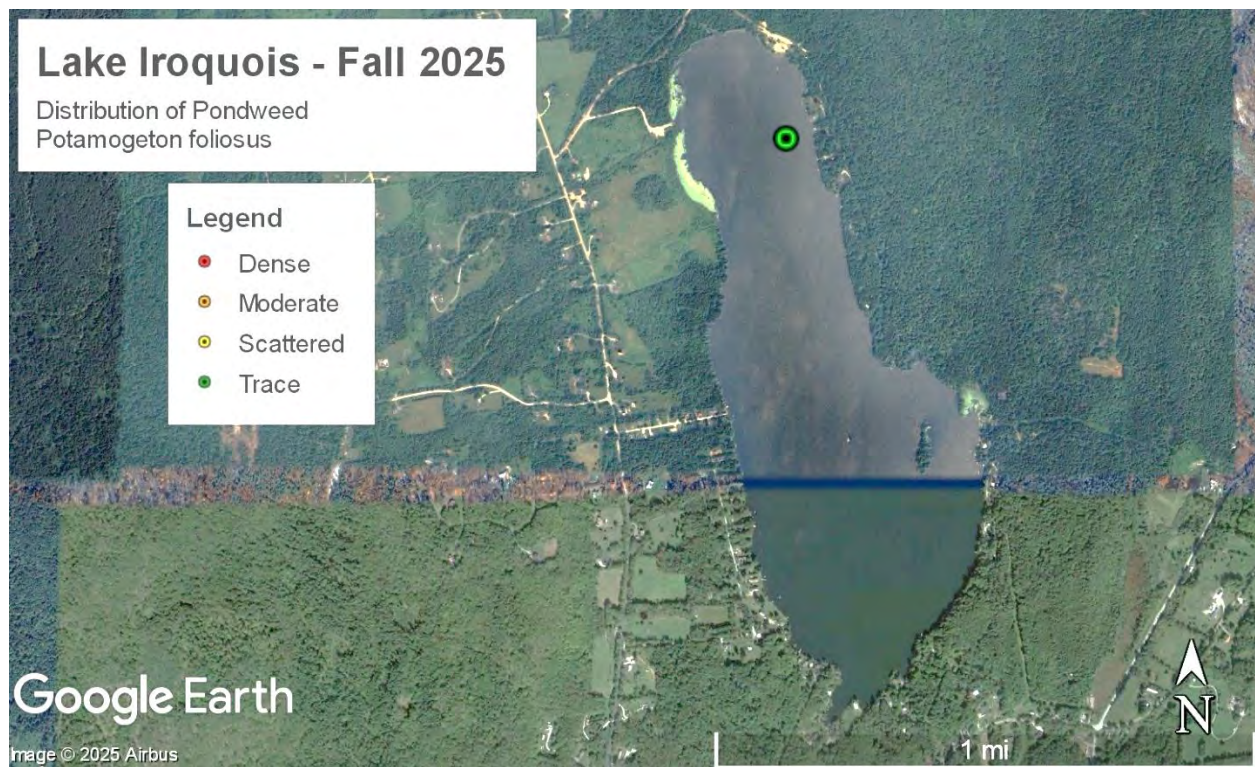 Lake Iroquois - Fall 2025
Distribution of Pondweed
Potamogeton foliosus
Legend
Dense
Moderate
Scattered
Trace
Google Earth
Image © 2025 Airbus
N
1 mi